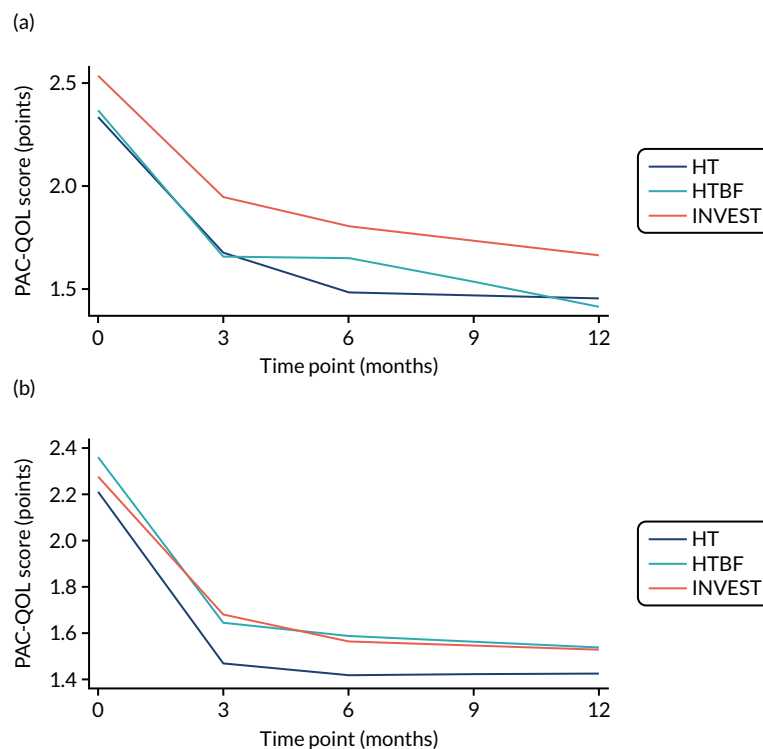 (a)
PAC-QOL score (points)
2.5
2.0
1.5
0 3 6 9 12
Time point (months)
HT
HTBF
INVEST
(b)
PAC-QOL score (points)
2.4
2.2
2.0
1.8
1.6
1.4
0 3 6 9 12
Time point (months)
HT
HTBF
INVEST